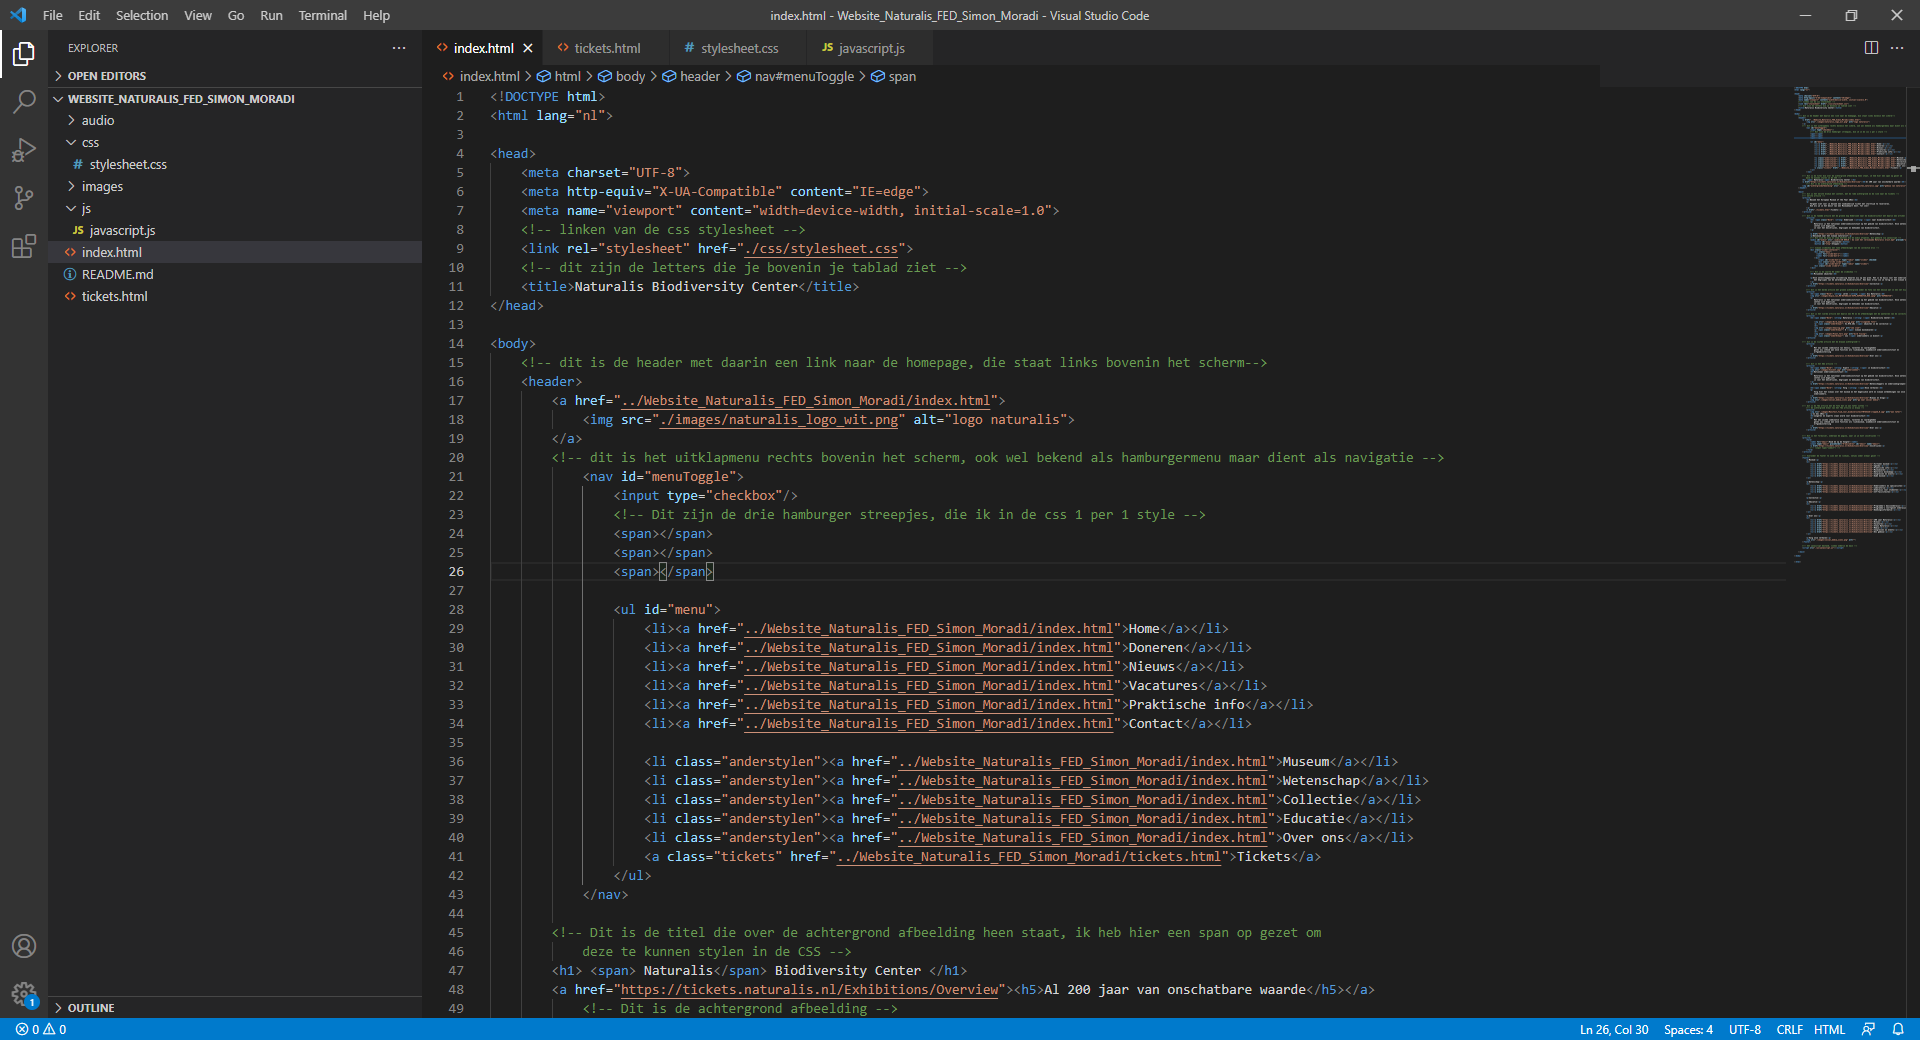 File Edit Selection View Go Run Terminal Help
index.html - Website_Naturalis_FED_Simon_Moradi - Visual Studio Code
EXPLORER
OPEN EDITORS
WEBSITE_NATURALIS_FED_SIMON_MORADI
audio
css
# stylesheet.css
images
js
JS javascript.js
<> index.html
README.md
<> tickets.html
OUTLINE
1
<> index.html
<> tickets.html
# stylesheet.css
JS javascript.js
<> index.html > html > body > header > nav#menuToggle > span
1 <!DOCTYPE html>
2 <html lang="nl">
3
4 <head>
5 <meta charset="UTF-8">
6 <meta http-equiv="X-UA-Compatible" content="IE=edge">
7 <meta name="viewport" content="width=device-width, initial-scale=1.0">
8 <!-- linken van de css stylesheet -->
9 <link rel="stylesheet" href="./css/stylesheet.css">
10 <!-- dit zijn de letters die je bovenin je tablad ziet -->
11 <title>Naturalis Biodiversity Center</title>
12 </head>
13
14 <body>
15 <!-- dit is de header met daarin een link naar de homepage, die staat links bovenin het scherm-->
16 <header>
17 <a href="../Website_Naturalis_FED_Simon_Moradi/index.html">
18 <img src="./images/naturalis_logo_wit.png" alt="logo naturalis">
19 </a>
20 <!-- dit is het uitklapmenu rechts bovenin het scherm, ook wel bekend als hamburgermenu maar dient als navigatie -->
21 <nav id="menuToggle">
22 <input type="checkbox"/>
23 <!-- Dit zijn de drie hamburger streepjes, die ik in de css 1 per 1 style -->
24 <span></span>
25 <span></span>
26 <span></span>
27
28 <ul id="menu">
29 <li><a href="../Website_Naturalis_FED_Simon_Moradi/index.html">Home</a></li>
30 <li><a href="../Website_Naturalis_FED_Simon_Moradi/index.html">Doneren</a></li>
31 <li><a href="../Website_Naturalis_FED_Simon_Moradi/index.html">Nieuws</a></li>
32 <li><a href="../Website_Naturalis_FED_Simon_Moradi/index.html">Vacatures</a></li>
33 <li><a href="../Website_Naturalis_FED_Simon_Moradi/index.html">Praktische info</a></li>
34 <li><a href="../Website_Naturalis_FED_Simon_Moradi/index.html">Contact</a></li>
35
36 <li class="anderstylen"><a href="../Website_Naturalis_FED_Simon_Moradi/index.html">Museum</a></li>
37 <li class="anderstylen"><a href="../Website_Naturalis_FED_Simon_Moradi/index.html">Wetenschap</a></li>
38 <li class="anderstylen"><a href="../Website_Naturalis_FED_Simon_Moradi/index.html">Collectie</a></li>
39 <li class="anderstylen"><a href="../Website_Naturalis_FED_Simon_Moradi/index.html">Educatie</a></li>
40 <li class="anderstylen"><a href="../Website_Naturalis_FED_Simon_Moradi/index.html">Over ons</a></li>
41 <a class="tickets" href="../Website_Naturalis_FED_Simon_Moradi/tickets.html">Tickets</a>
42 </ul>
43 </nav>
44
45 <!-- Dit is de titel die over de achtergrond afbeelding heen staat, ik heb hier een span op gezet om
46 deze te kunnen stylen in de CSS -->
47 <h1> <span> Naturalis</span> Biodiversity Center </h1>
48 <a href="https://tickets.naturalis.nl/Exhibitions/Overview"><h5>Al 200 jaar van onschatbare waarde</h5></a>
49 <!-- Dit is de achtergrond afbeelding -->
0 0
Ln 26, Col 30 Spaces: 4 UTF-8 CRLF HTML